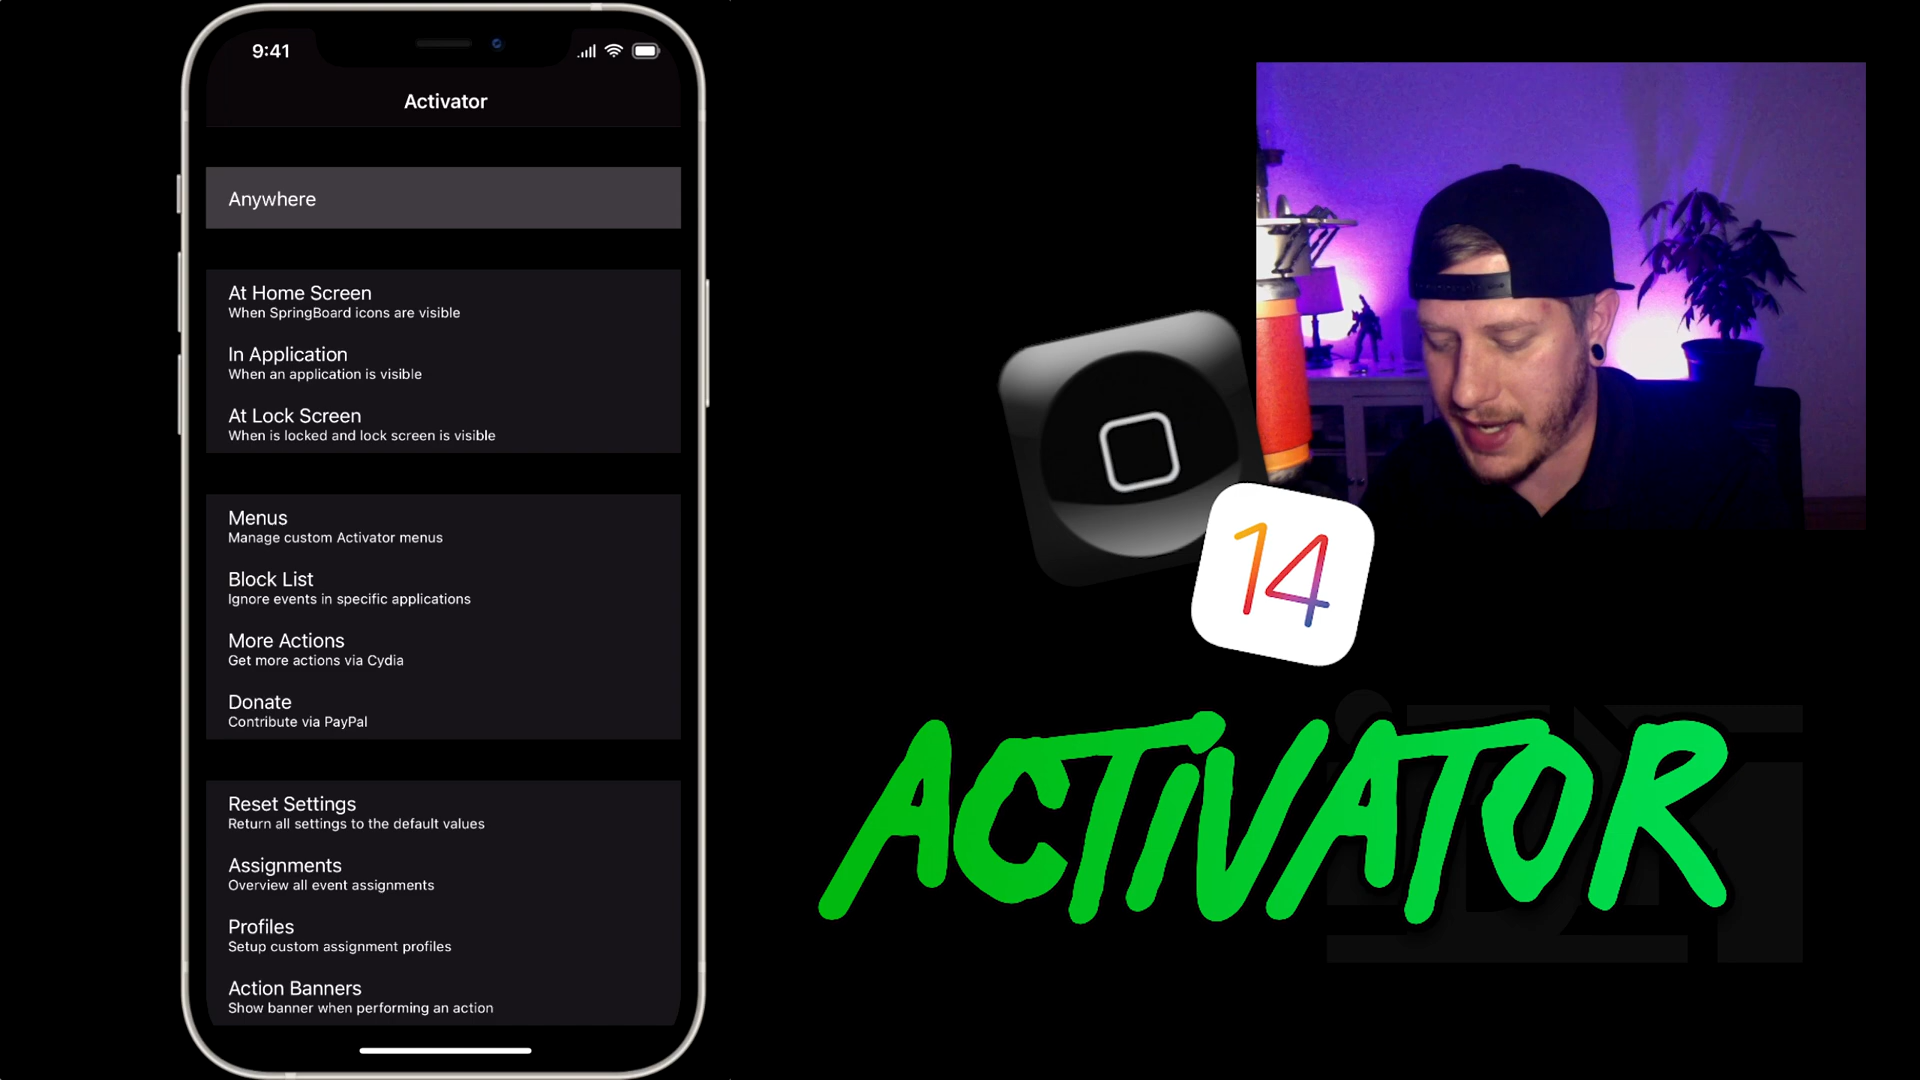 9:41
Activator
Anywhere
At Home Screen
When SpringBoard icons are visible
In Application
When an application is visible
At Lock Screen
When is locked and lock screen is visible
Menus
Manage custom Activator menus
Block List
Ignore events in specific applications
More Actions
Get more actions via Cydia
Donate
Contribute via PayPal
Reset Settings
Return all settings to the default values
Assignments
Overview all event assignments
Profiles
Setup custom assignment profiles
Action Banners
Show banner when performing an action
14
ACTiVATOR